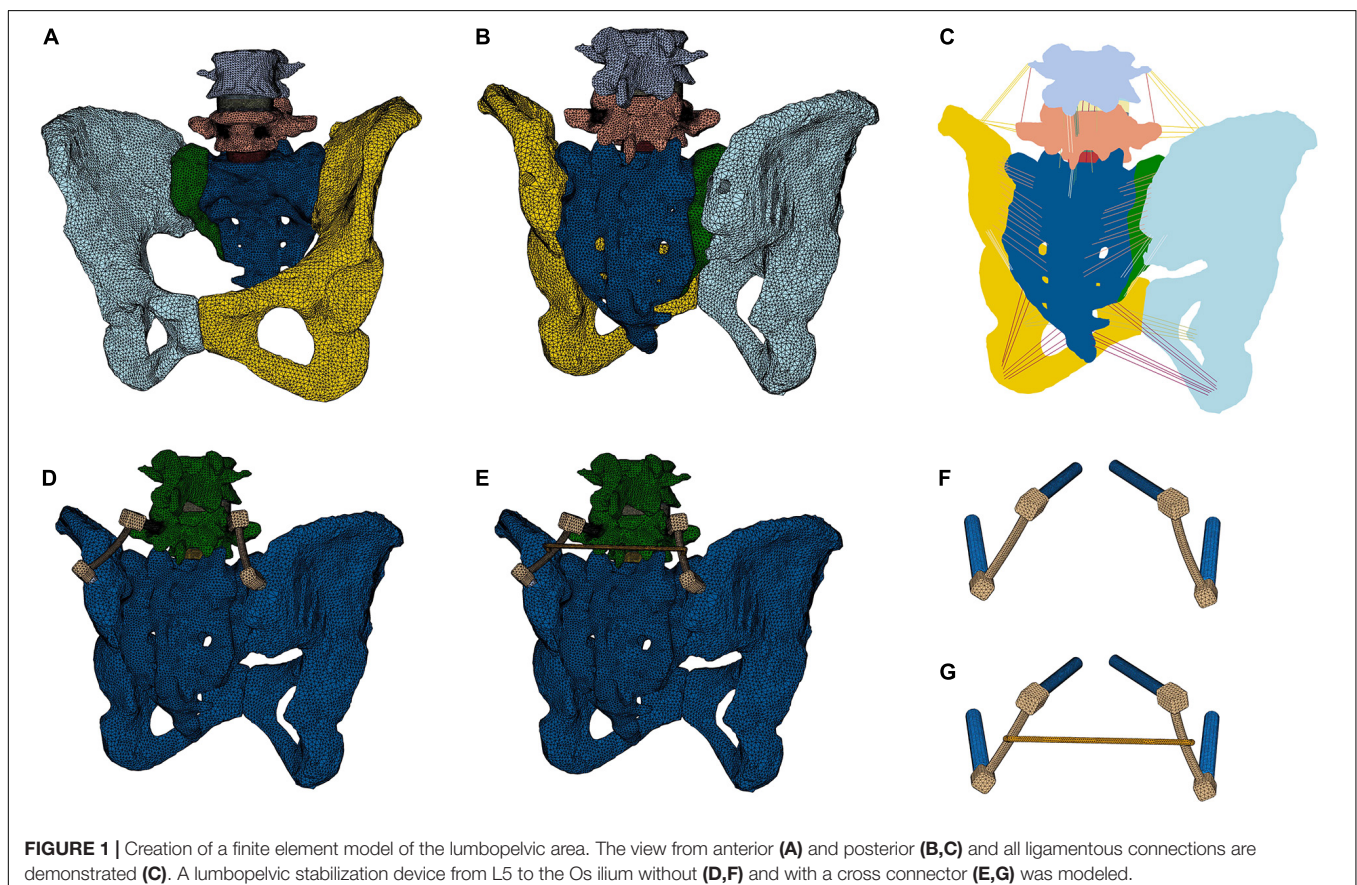 A
B
C
D
E
F
G
FIGURE 1 | Creation of a finite element model of the lumbopelvic area. The view from anterior (A) and posterior (B,C) and all ligamentous connections are
demonstrated (C). A lumbopelvic stabilization device from L5 to the Os ilium without (D,F) and with a cross connector (E,G) was modeled.